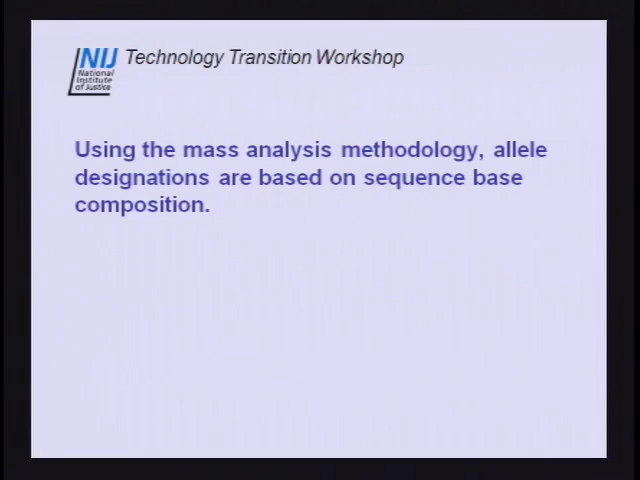 NIJ Technology Transition Workshop
National
Institute
of Justice
Using the mass analysis methodology, allele
designations are based on sequence base
composition.